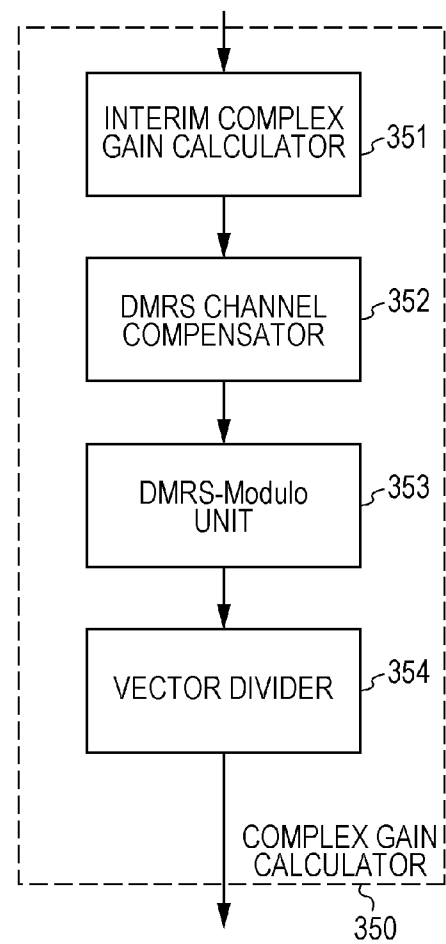 INTERIM COMPLEX
GAIN CALCULATOR
351
DMRS CHANNEL
COMPENSATOR
352
DMRS-Modulo
UNIT
353
VECTOR DIVIDER
354
COMPLEX GAIN
CALCULATOR
350